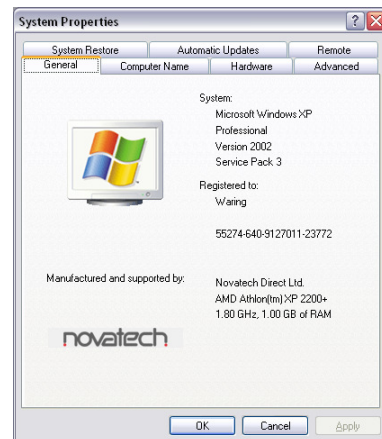 System Properties
System Restore Automatic Updates Remote
General Computer Name Hardware Advanced
System:
Microsoft Windows XP
Professional
Version 2002
Service Pack 3
Registered to:
Waring
55274-640-9127011-23772
Manufactured and supported by:
Novatech Direct Ltd.
AMD Athlon(tm) XP 2200+
1.80 GHz, 1.00 GB of RAM
novatech
OK Cancel Apply